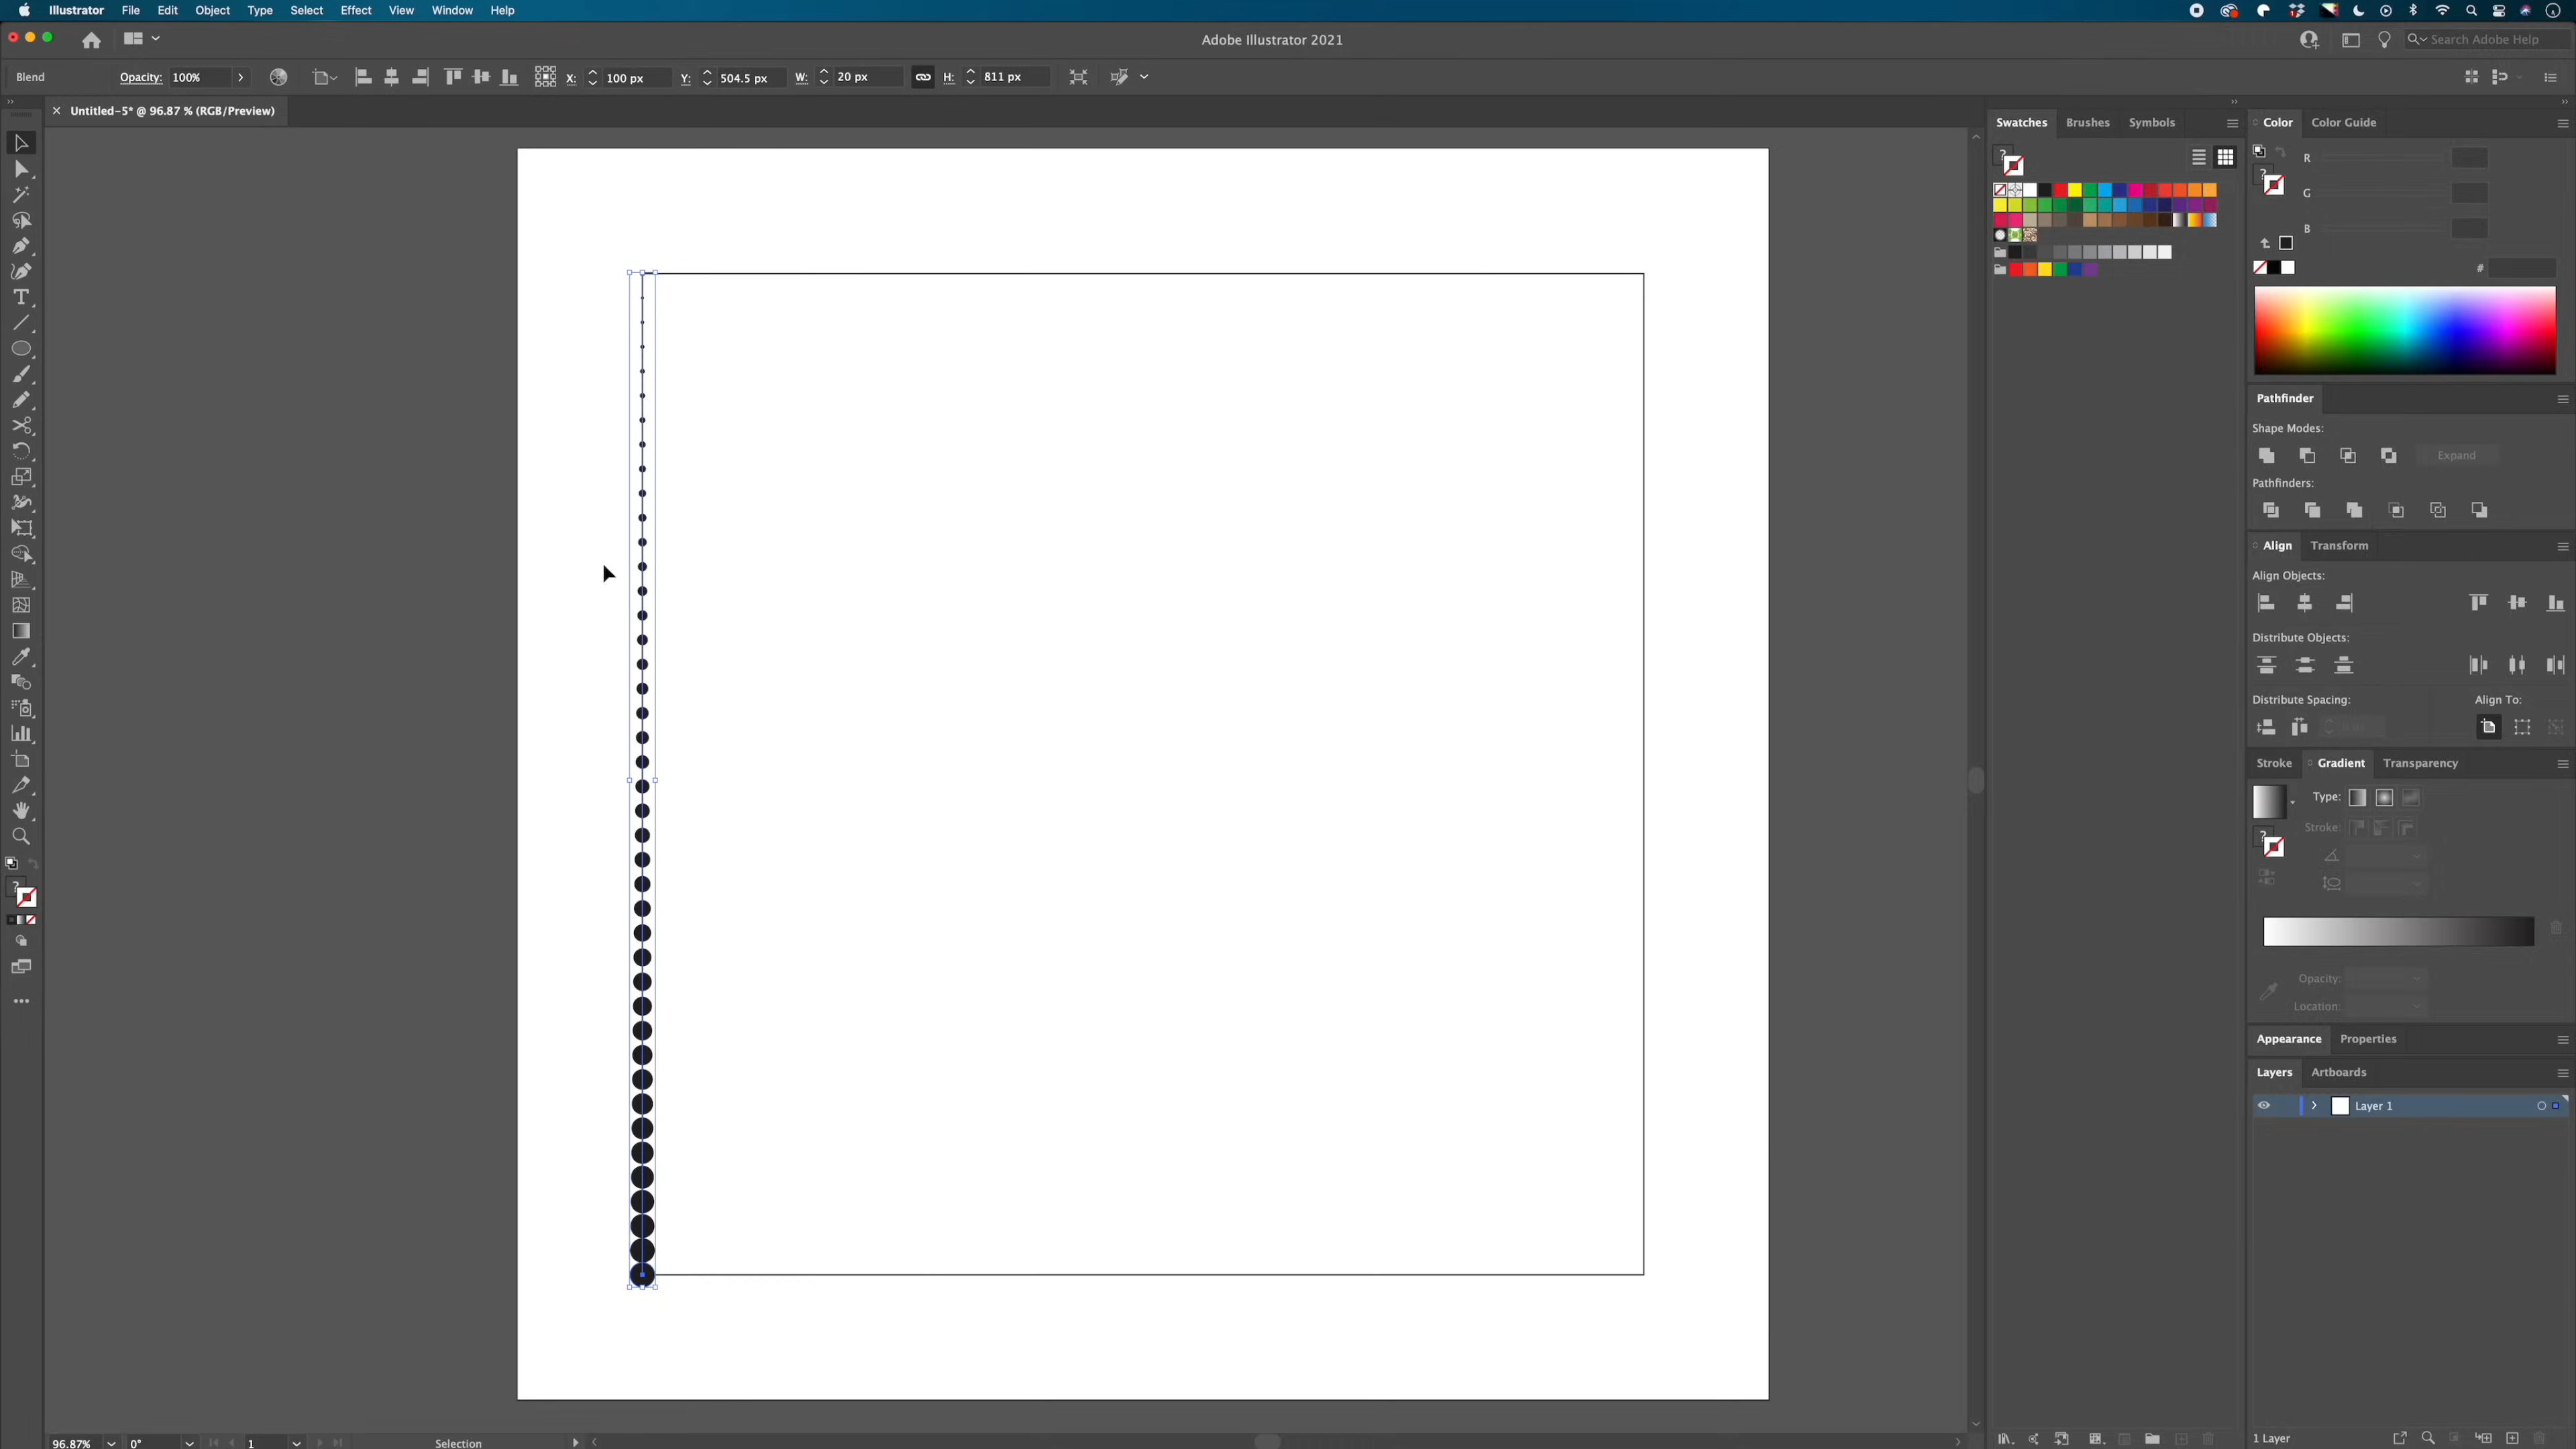 Illustrator File Edit Object Type Select Effect View Window Help
Adobe Illustrator 2021
Search Adobe Help
Blend Opacity: 100% X: 100 px Y: 504.5 px W: 20 px H: 811 px
Untitled-5* @ 96.87 % (RGB/Preview)
Swatches Brushes Symbols
Color Color Guide
R
G
B
#
Pathfinder
Shape Modes:
Expand
Pathfinders:
Align Transform
Align Objects:
Distribute Objects:
Distribute Spacing: Align To:
Stroke Gradient Transparency
Type:
Stroke:
Opacity:
Location:
Appearance Properties
Layers Artboards
Layer 1
96.87% 0° 1 Selection
1 Layer